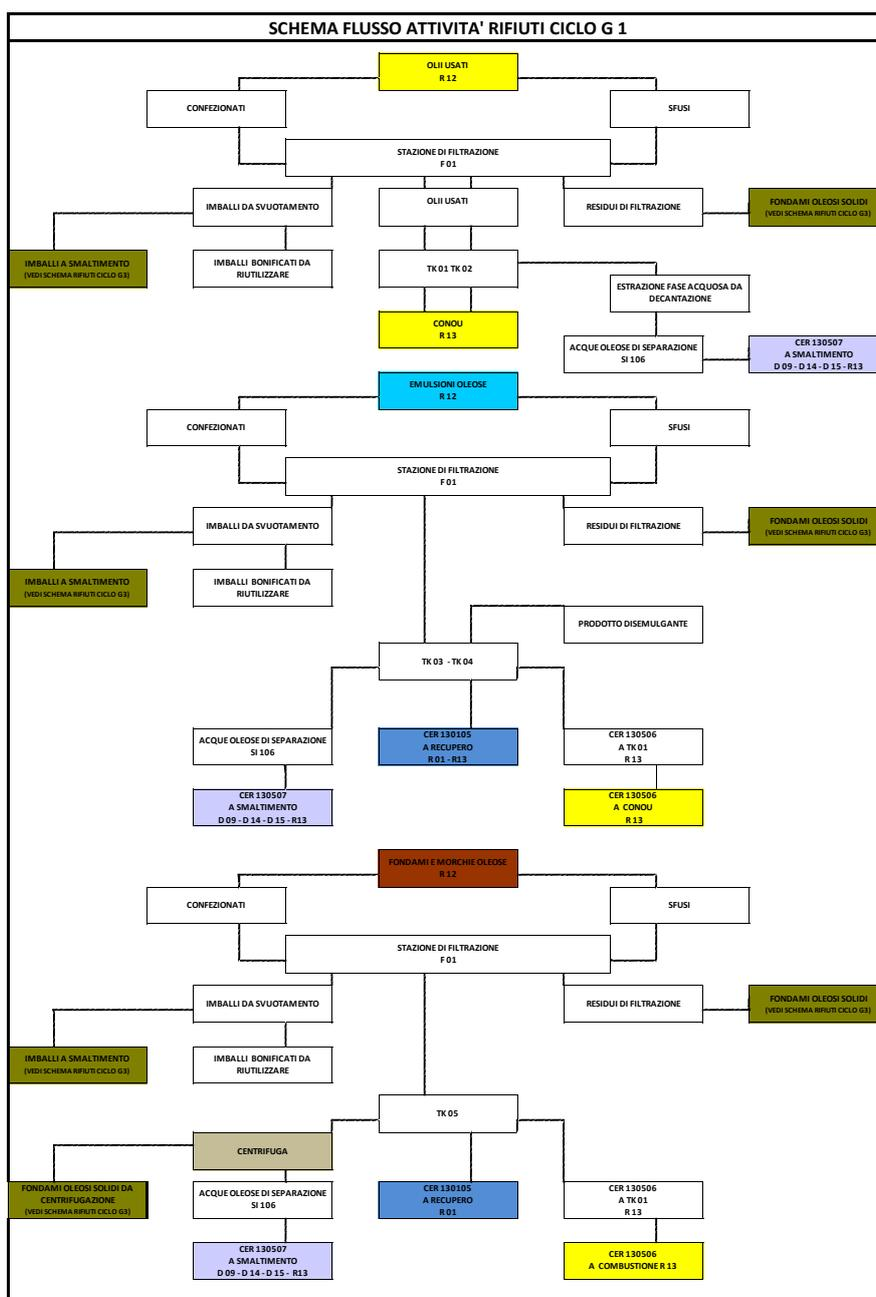 SCHEMA FLUSSO ATTIVITA' RIFIUTI CICLO G 1
OLII USATI
R 12
CONFEZIONATI
SFUSI
STAZIONE DI FILTRAZIONE
F 01
IMBALLI DA SVUOTAMENTO
OLII USATI
RESIDUI DI FILTRAZIONE
FONDAMI OLEOSI SOLIDI
(VEDI SCHEMA RIFIUTI CICLO G3)
IMBALLI A SMALTIMENTO
(VEDI SCHEMA RIFIUTI CICLO G3)
IMBALLI BONIFICATI DA
RIUTILIZZARE
TK 01 TK 02
ESTRAZIONE FASE ACQUOSA DA
DECANTAZIONE
CONOU
R 13
ACQUE OLEOSE DI SEPARAZIONE
SI 106
CER 130507
A SMALTIMENTO
D 09 - D 14 - D 15 - R13
EMULSIONI OLEOSE
R 12
CONFEZIONATI
SFUSI
STAZIONE DI FILTRAZIONE
F 01
IMBALLI DA SVUOTAMENTO
RESIDUI DI FILTRAZIONE
FONDAMI OLEOSI SOLIDI
(VEDI SCHEMA RIFIUTI CICLO G3)
IMBALLI A SMALTIMENTO
(VEDI SCHEMA RIFIUTI CICLO G3)
IMBALLI BONIFICATI DA
RIUTILIZZARE
PRODOTTO DISEMULGANTE
TK 03 - TK 04
ACQUE OLEOSE DI SEPARAZIONE
SI 106
CER 130105
A RECUPERO
R 01 - R13
CER 130506
A TK 01
R 13
CER 130507
A SMALTIMENTO
D 09 - D 14 - D 15 - R13
CER 130506
A CONOU
R 13
FONDAMI E MORCHIE OLEOSE
R 12
CONFEZIONATI
SFUSI
STAZIONE DI FILTRAZIONE
F 01
IMBALLI DA SVUOTAMENTO
RESIDUI DI FILTRAZIONE
FONDAMI OLEOSI SOLIDI
(VEDI SCHEMA RIFIUTI CICLO G3)
IMBALLI A SMALTIMENTO
(VEDI SCHEMA RIFIUTI CICLO G3)
IMBALLI BONIFICATI DA
RIUTILIZZARE
TK 05
CENTRIFUGA
FONDAMI OLEOSI SOLIDI DA
CENTRIFUGAZIONE
(VEDI SCHEMA RIFIUTI CICLO G3)
ACQUE OLEOSE DI SEPARAZIONE
SI 106
CER 130105
A RECUPERO
R 01
CER 130506
A TK 01
R 13
CER 130507
A SMALTIMENTO
D 09 - D 14 - D 15 - R13
CER 130506
A COMBUSTIONE R 13